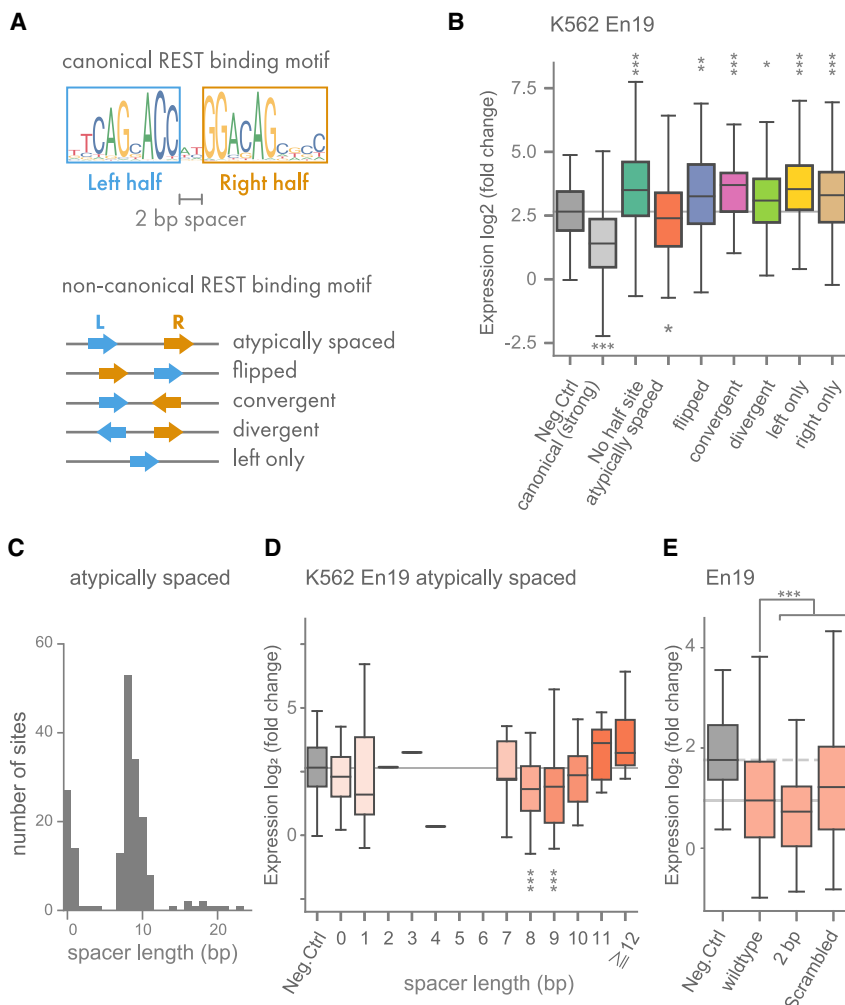 A
canonical REST binding motif
TTCAGCACCATGGACAGCGCC
Left half
Right half
2 bp spacer
non-canonical REST binding motif
L
R
atypically spaced
flipped
convergent
divergent
left only
B
K562 En19
Expression log2 (fold change)
7.5
5.0
2.5
0
-2.5
***
*
***
**
***
*
***
***
Neg.Ctrl
canonical (strong)
No half site
atypically spaced
flipped
convergent
divergent
left only
right only
C
atypically spaced
number of sites
60
40
20
0
0
10
20
spacer length (bp)
D
K562 En19 atypically spaced
Expression log₂ (fold change)
5
0
***
***
Neg.Ctrl
0
1
2
3
4
5
6
7
8
9
10
11
≥12
spacer length (bp)
E
En19
***
Expression log₂ (fold change)
4
2
0
Neg.Ctrl
wildtype
2 bp
Scrambled